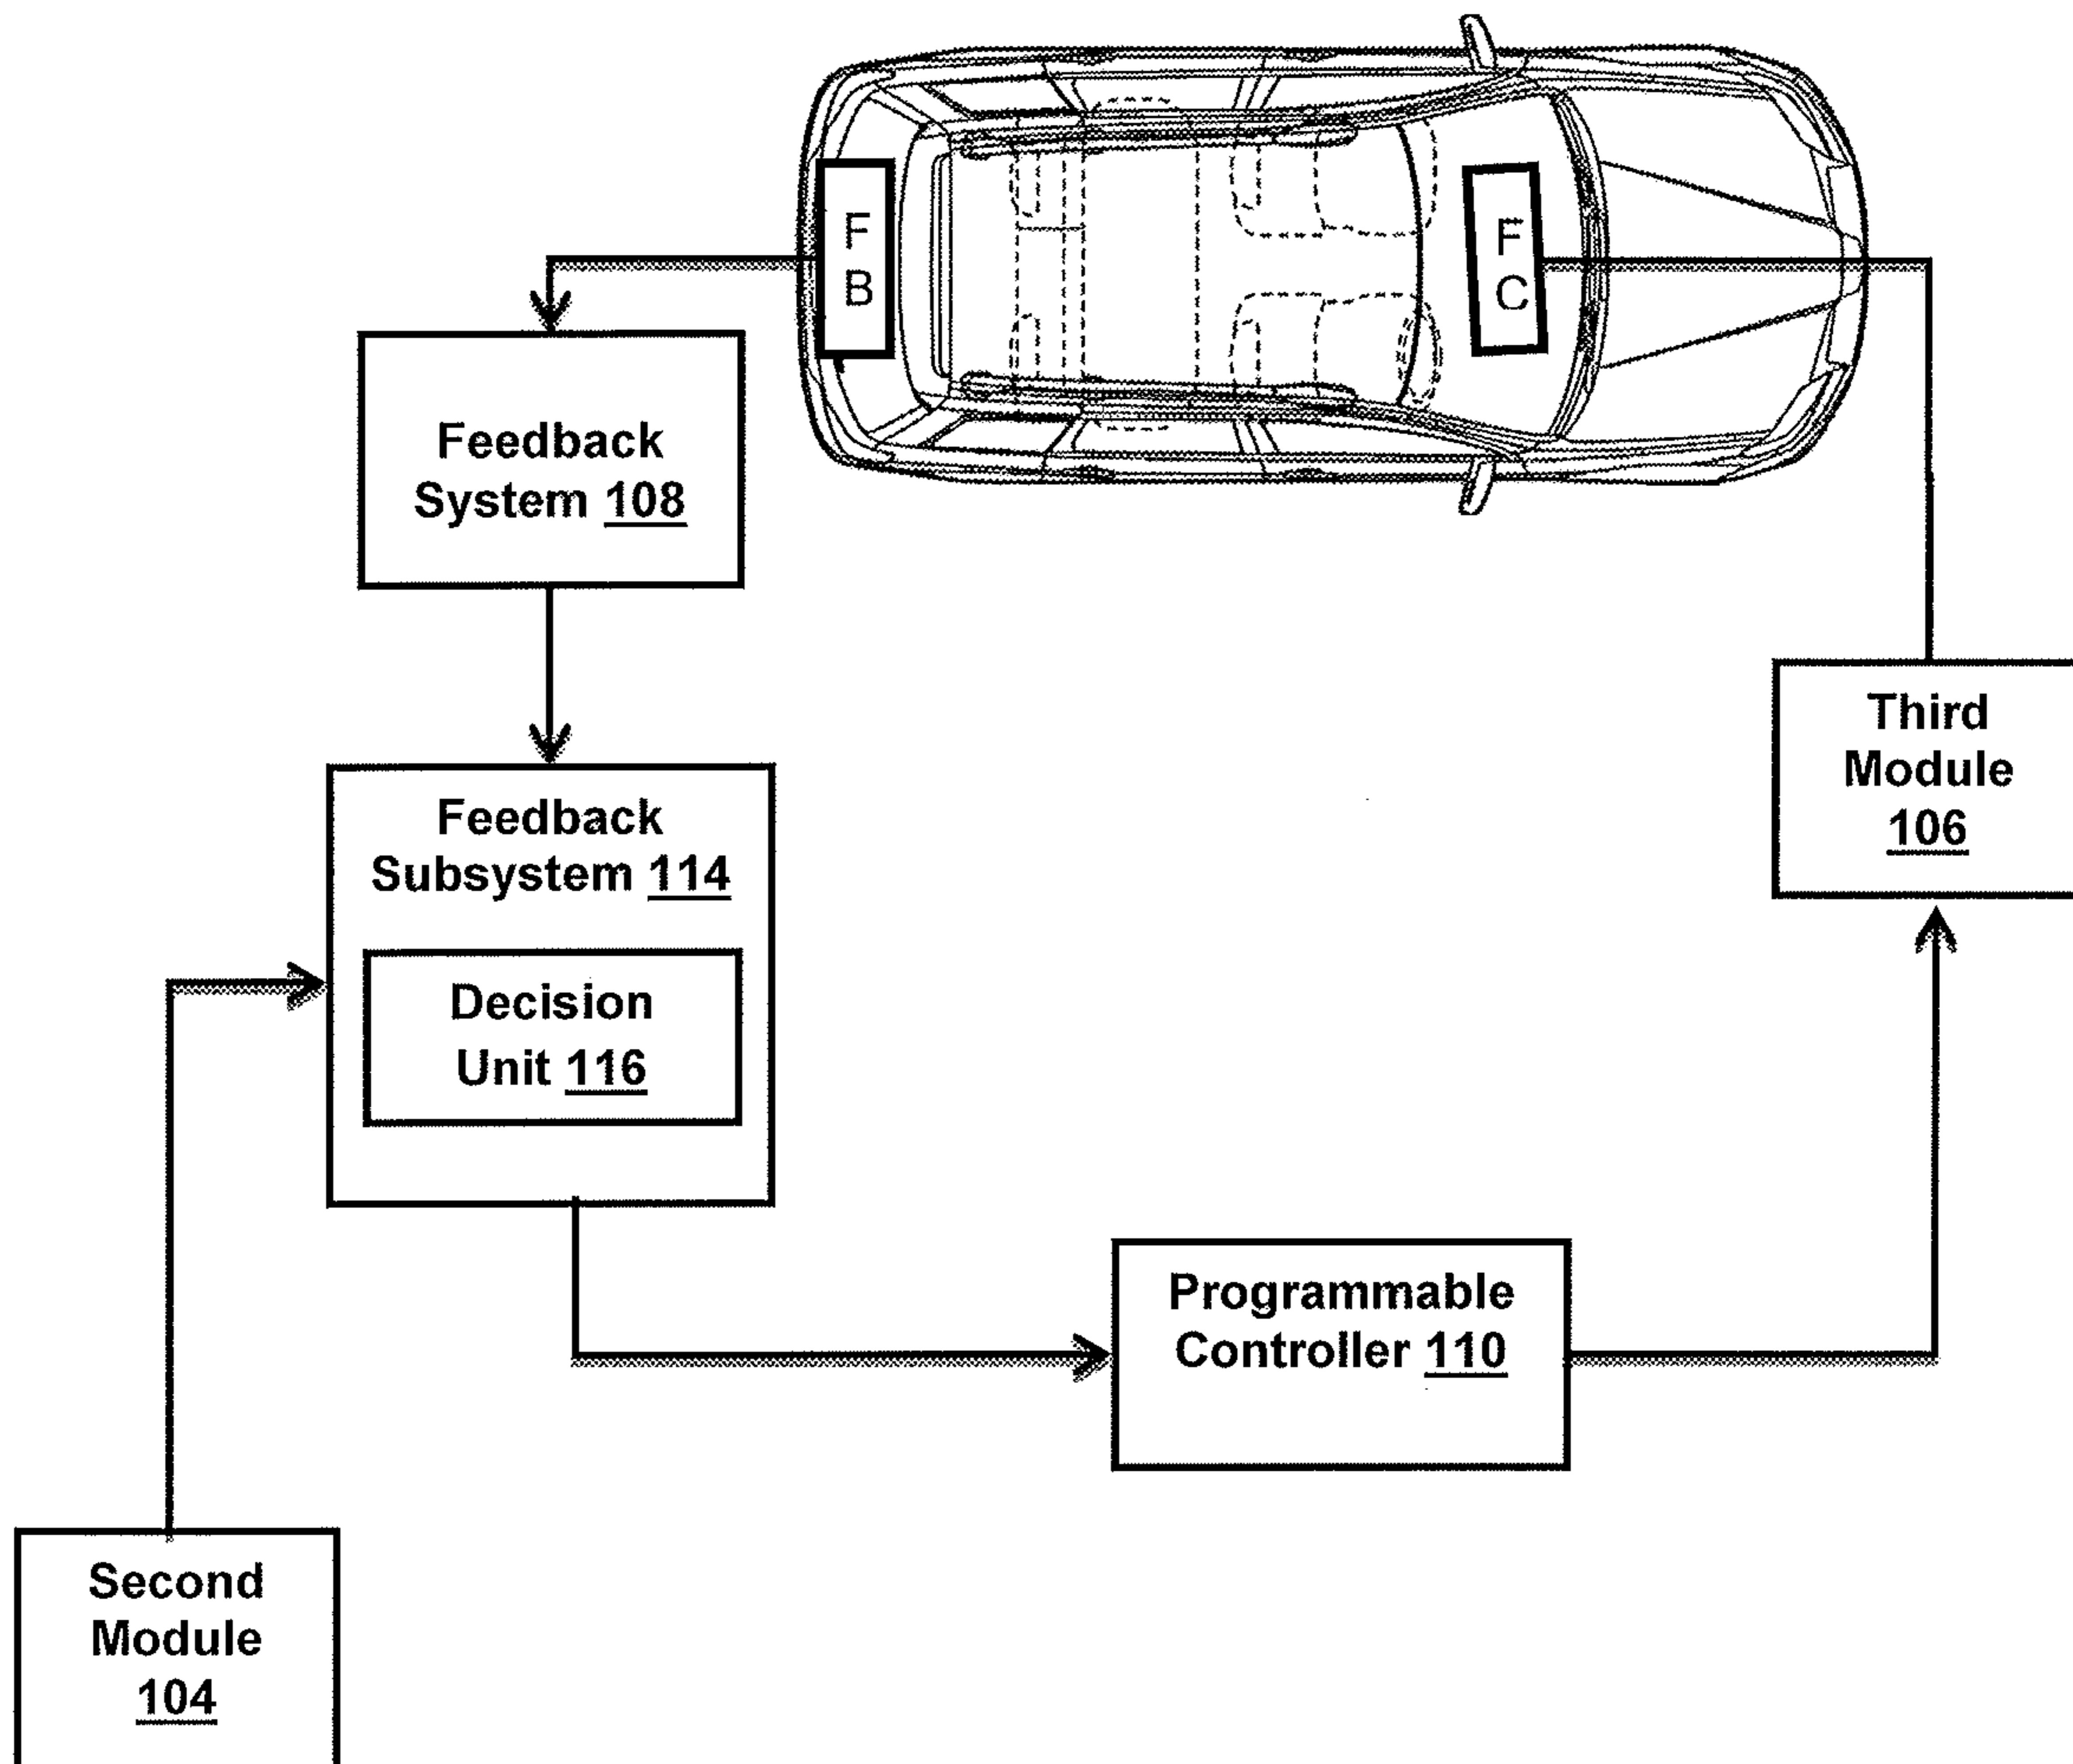 F
B
F
C
Feedback
System 108
Feedback
Subsystem 114
Decision
Unit 116
Third
Module
106
Programmable
Controller 110
Second
Module
104